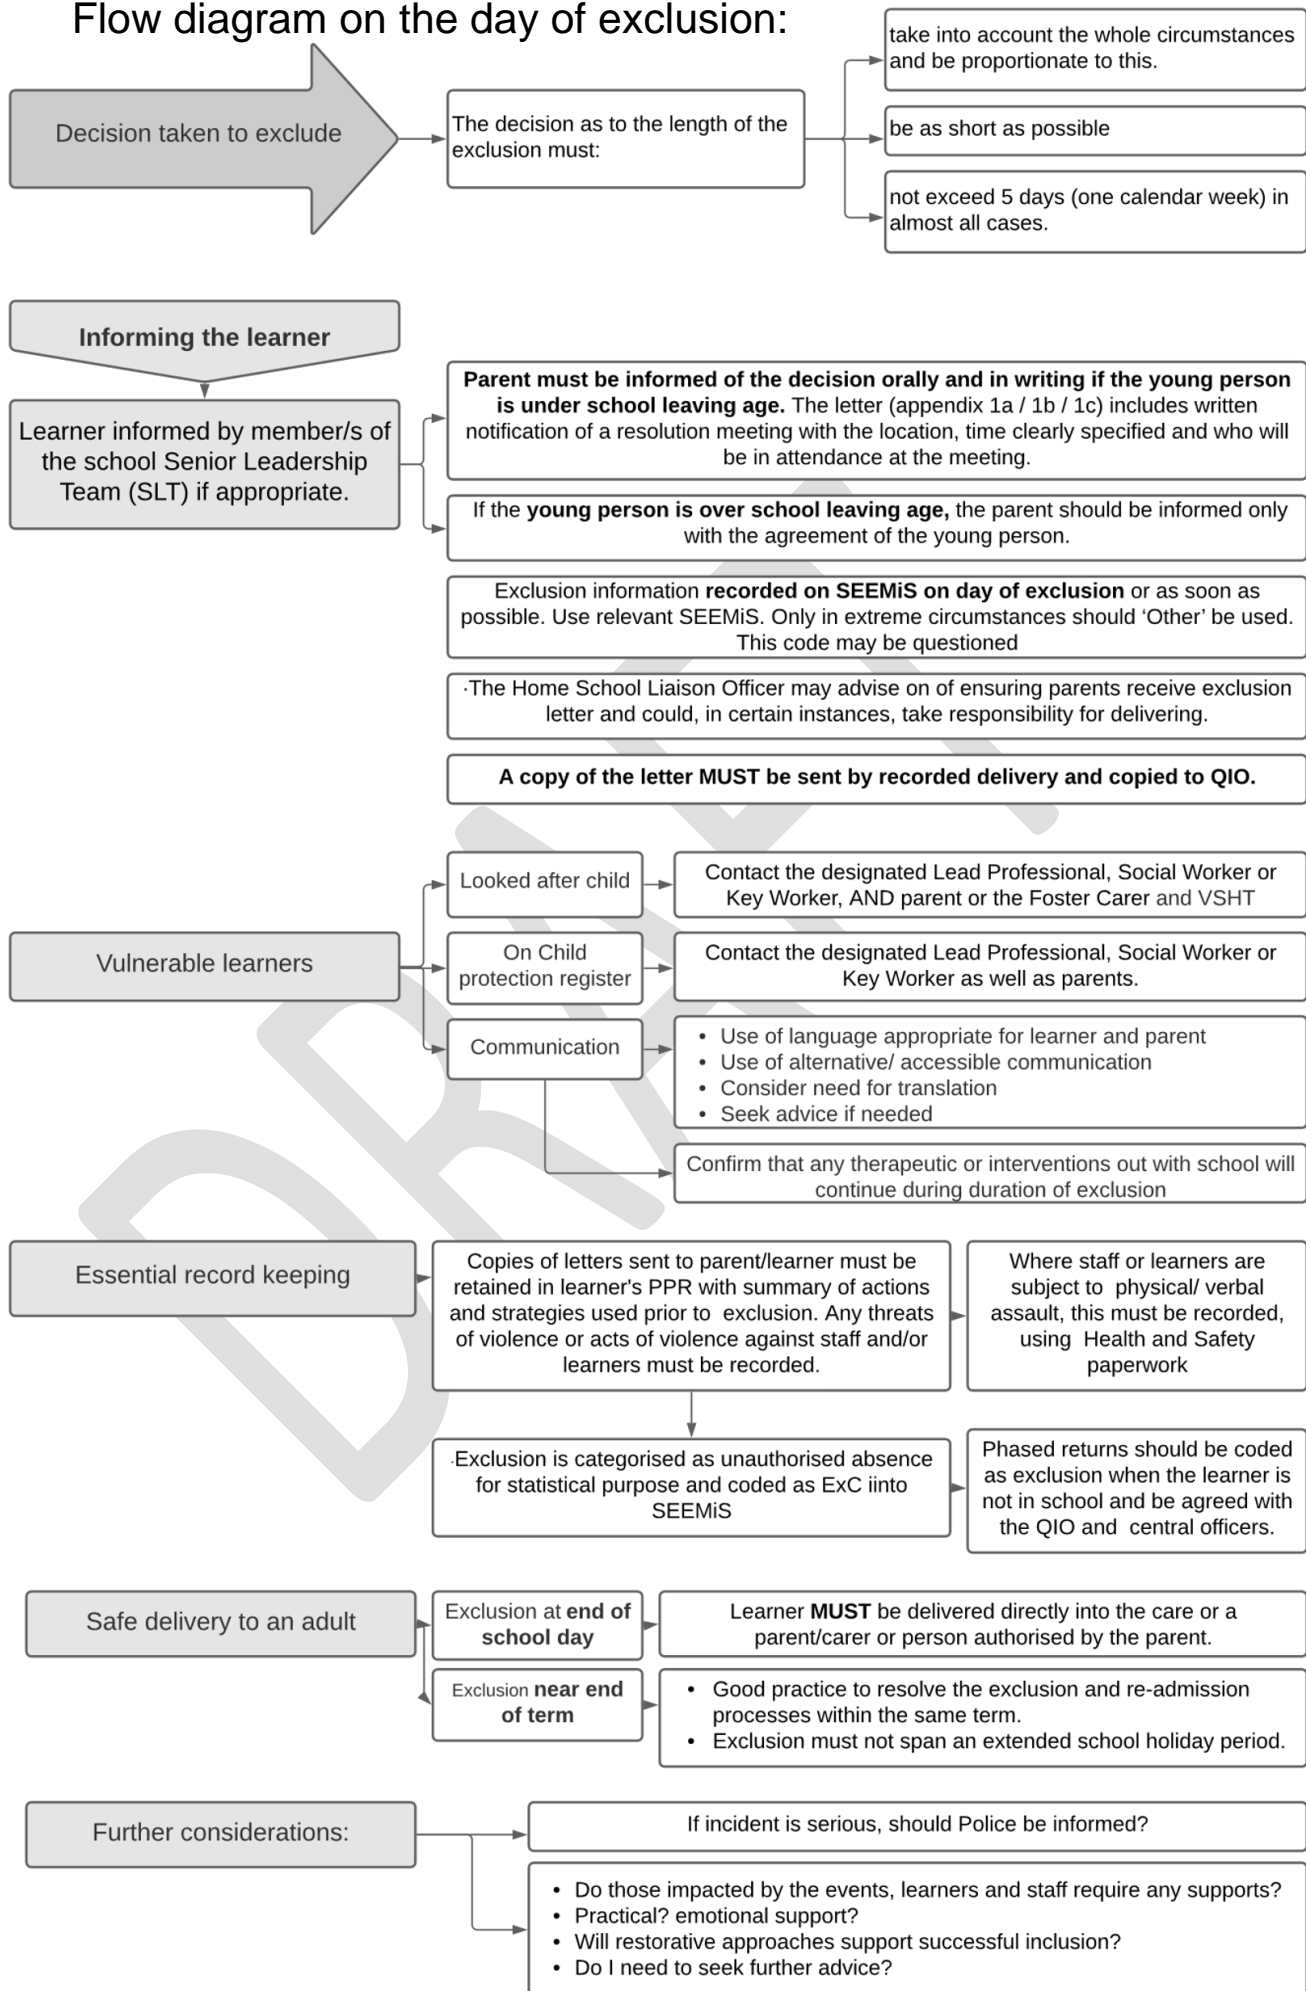 Flow diagram on the day of exclusion:
Decision taken to exclude
The decision as to the length of the
exclusion must:
take into account the whole circumstances
and be proportionate to this.
be as short as possible
not exceed 5 days (one calendar week) in
almost all cases.
Informing the learner
Learner informed by member/s of
the school Senior Leadership
Team (SLT) if appropriate.
Parent must be informed of the decision orally and in writing if the young person
is under school leaving age. The letter (appendix 1a / 1b / 1c) includes written
notification of a resolution meeting with the location, time clearly specified and who will
be in attendance at the meeting.
If the young person is over school leaving age, the parent should be informed only
with the agreement of the young person.
Exclusion information recorded on SEEMiS on day of exclusion or as soon as
possible. Use relevant SEEMiS. Only in extreme circumstances should ‘Other’ be used.
This code may be questioned
·The Home School Liaison Officer may advise on of ensuring parents receive exclusion
letter and could, in certain instances, take responsibility for delivering.
A copy of the letter MUST be sent by recorded delivery and copied to QIO.
Vulnerable learners
Looked after child
Contact the designated Lead Professional, Social Worker or
Key Worker, AND parent or the Foster Carer and VSHT
On Child
protection register
Contact the designated Lead Professional, Social Worker or
Key Worker as well as parents.
Communication
• Use of language appropriate for learner and parent
• Use of alternative/ accessible communication
• Consider need for translation
• Seek advice if needed
Confirm that any therapeutic or interventions out with school will
continue during duration of exclusion
Essential record keeping
Copies of letters sent to parent/learner must be
retained in learner's PPR with summary of actions
and strategies used prior to exclusion. Any threats
of violence or acts of violence against staff and/or
learners must be recorded.
Where staff or learners are
subject to physical/ verbal
assault, this must be recorded,
using Health and Safety
paperwork
·Exclusion is categorised as unauthorised absence
for statistical purpose and coded as ExC iinto
SEEMiS
Phased returns should be coded
as exclusion when the learner is
not in school and be agreed with
the QIO and central officers.
Safe delivery to an adult
Exclusion at end of
school day
Learner MUST be delivered directly into the care or a
parent/carer or person authorised by the parent.
Exclusion near end
of term
• Good practice to resolve the exclusion and re-admission
processes within the same term.
• Exclusion must not span an extended school holiday period.
Further considerations:
If incident is serious, should Police be informed?
• Do those impacted by the events, learners and staff require any supports?
• Practical? emotional support?
• Will restorative approaches support successful inclusion?
• Do I need to seek further advice?
DRAFT